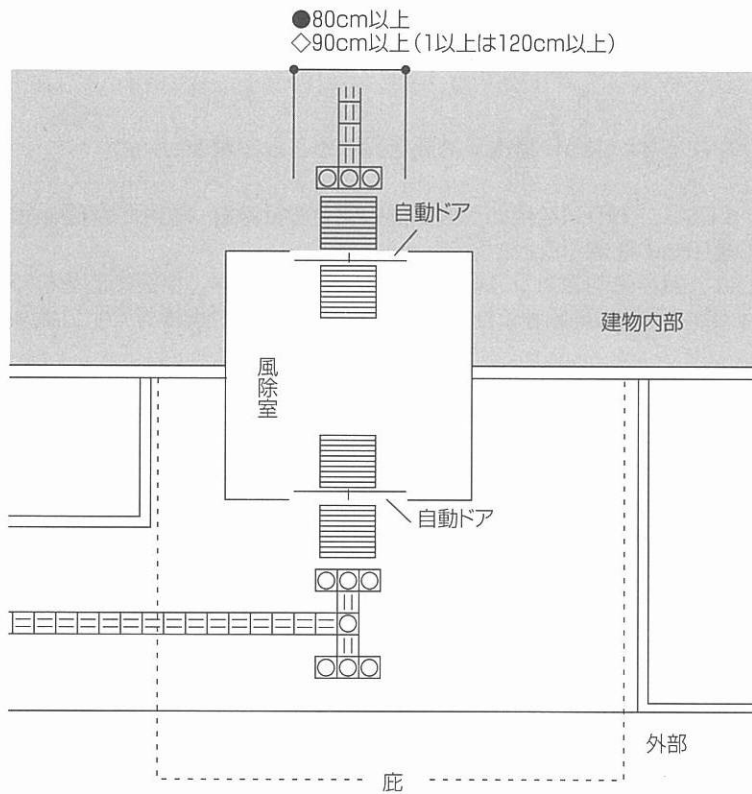 ●80cm以上
◇90cm以上(1以上は120cm以上)
自動ドア
建物内部
風除室
自動ドア
外部
庇